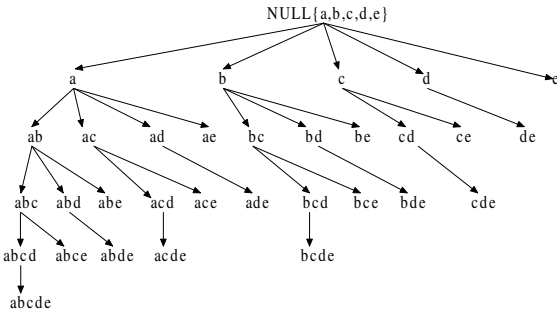 NULL{a,b,c,d,e}
a b c d e
ab ac ad ae bc bd be cd ce de
abc abd abe acd ace ade bcd bce bde cde
abcd abce abde acde bcde
abcde